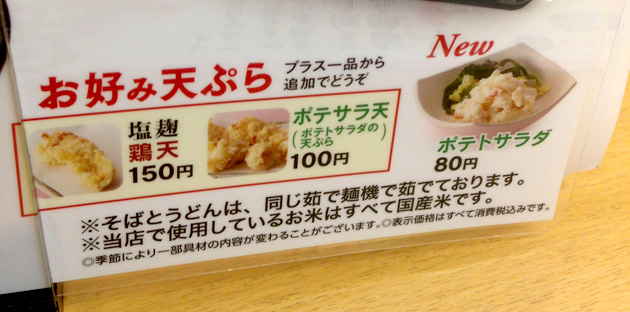 お好み天ぷら
プラス一品から
追加でどうぞ
New
塩麹
鶏天
150円
ポテサラ天
(ポテトサラダの
天ぷら)
100円
ポテトサラダ
80円
※そばとうどんは、同じ茹で麺機で茹でております。
※当店で使用しているお米はすべて国産米です。
◎季節により一部具材の内容が変わることがございます。◎表示価格はすべて消費税込みです。